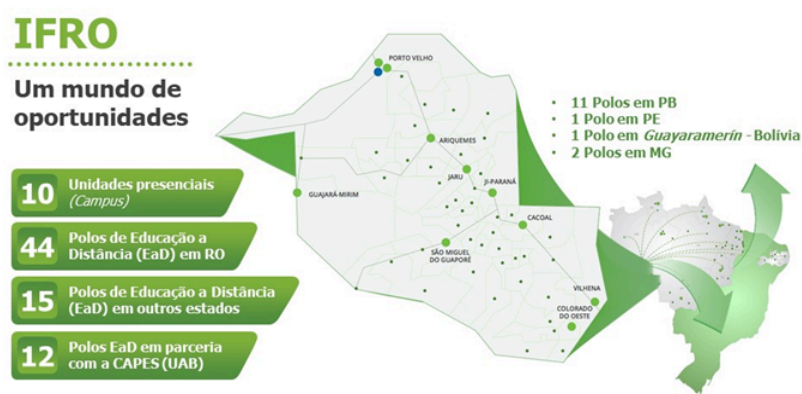 IFRO
Um mundo de
oportunidades
10
Unidades presenciais
(Campus)
44
Polos de Educação a
Distância (EaD) em RO
15
Polos de Educação a Distância
(EaD) em outros estados
12
Polos EaD em parceria
com a CAPES (UAB)
PORTO VELHO
ARIQUEMES
JARU
JI-PARANÁ
GUAJARÁ-MIRIM
CACOAL
SÃO MIGUEL
DO GUAPORÉ
VILHENA
COLORADO
DO OESTE
• 11 Polos em PB
• 1 Polo em PE
• 1 Polo em Guayaramerín - Bolívia
• 2 Polos em MG